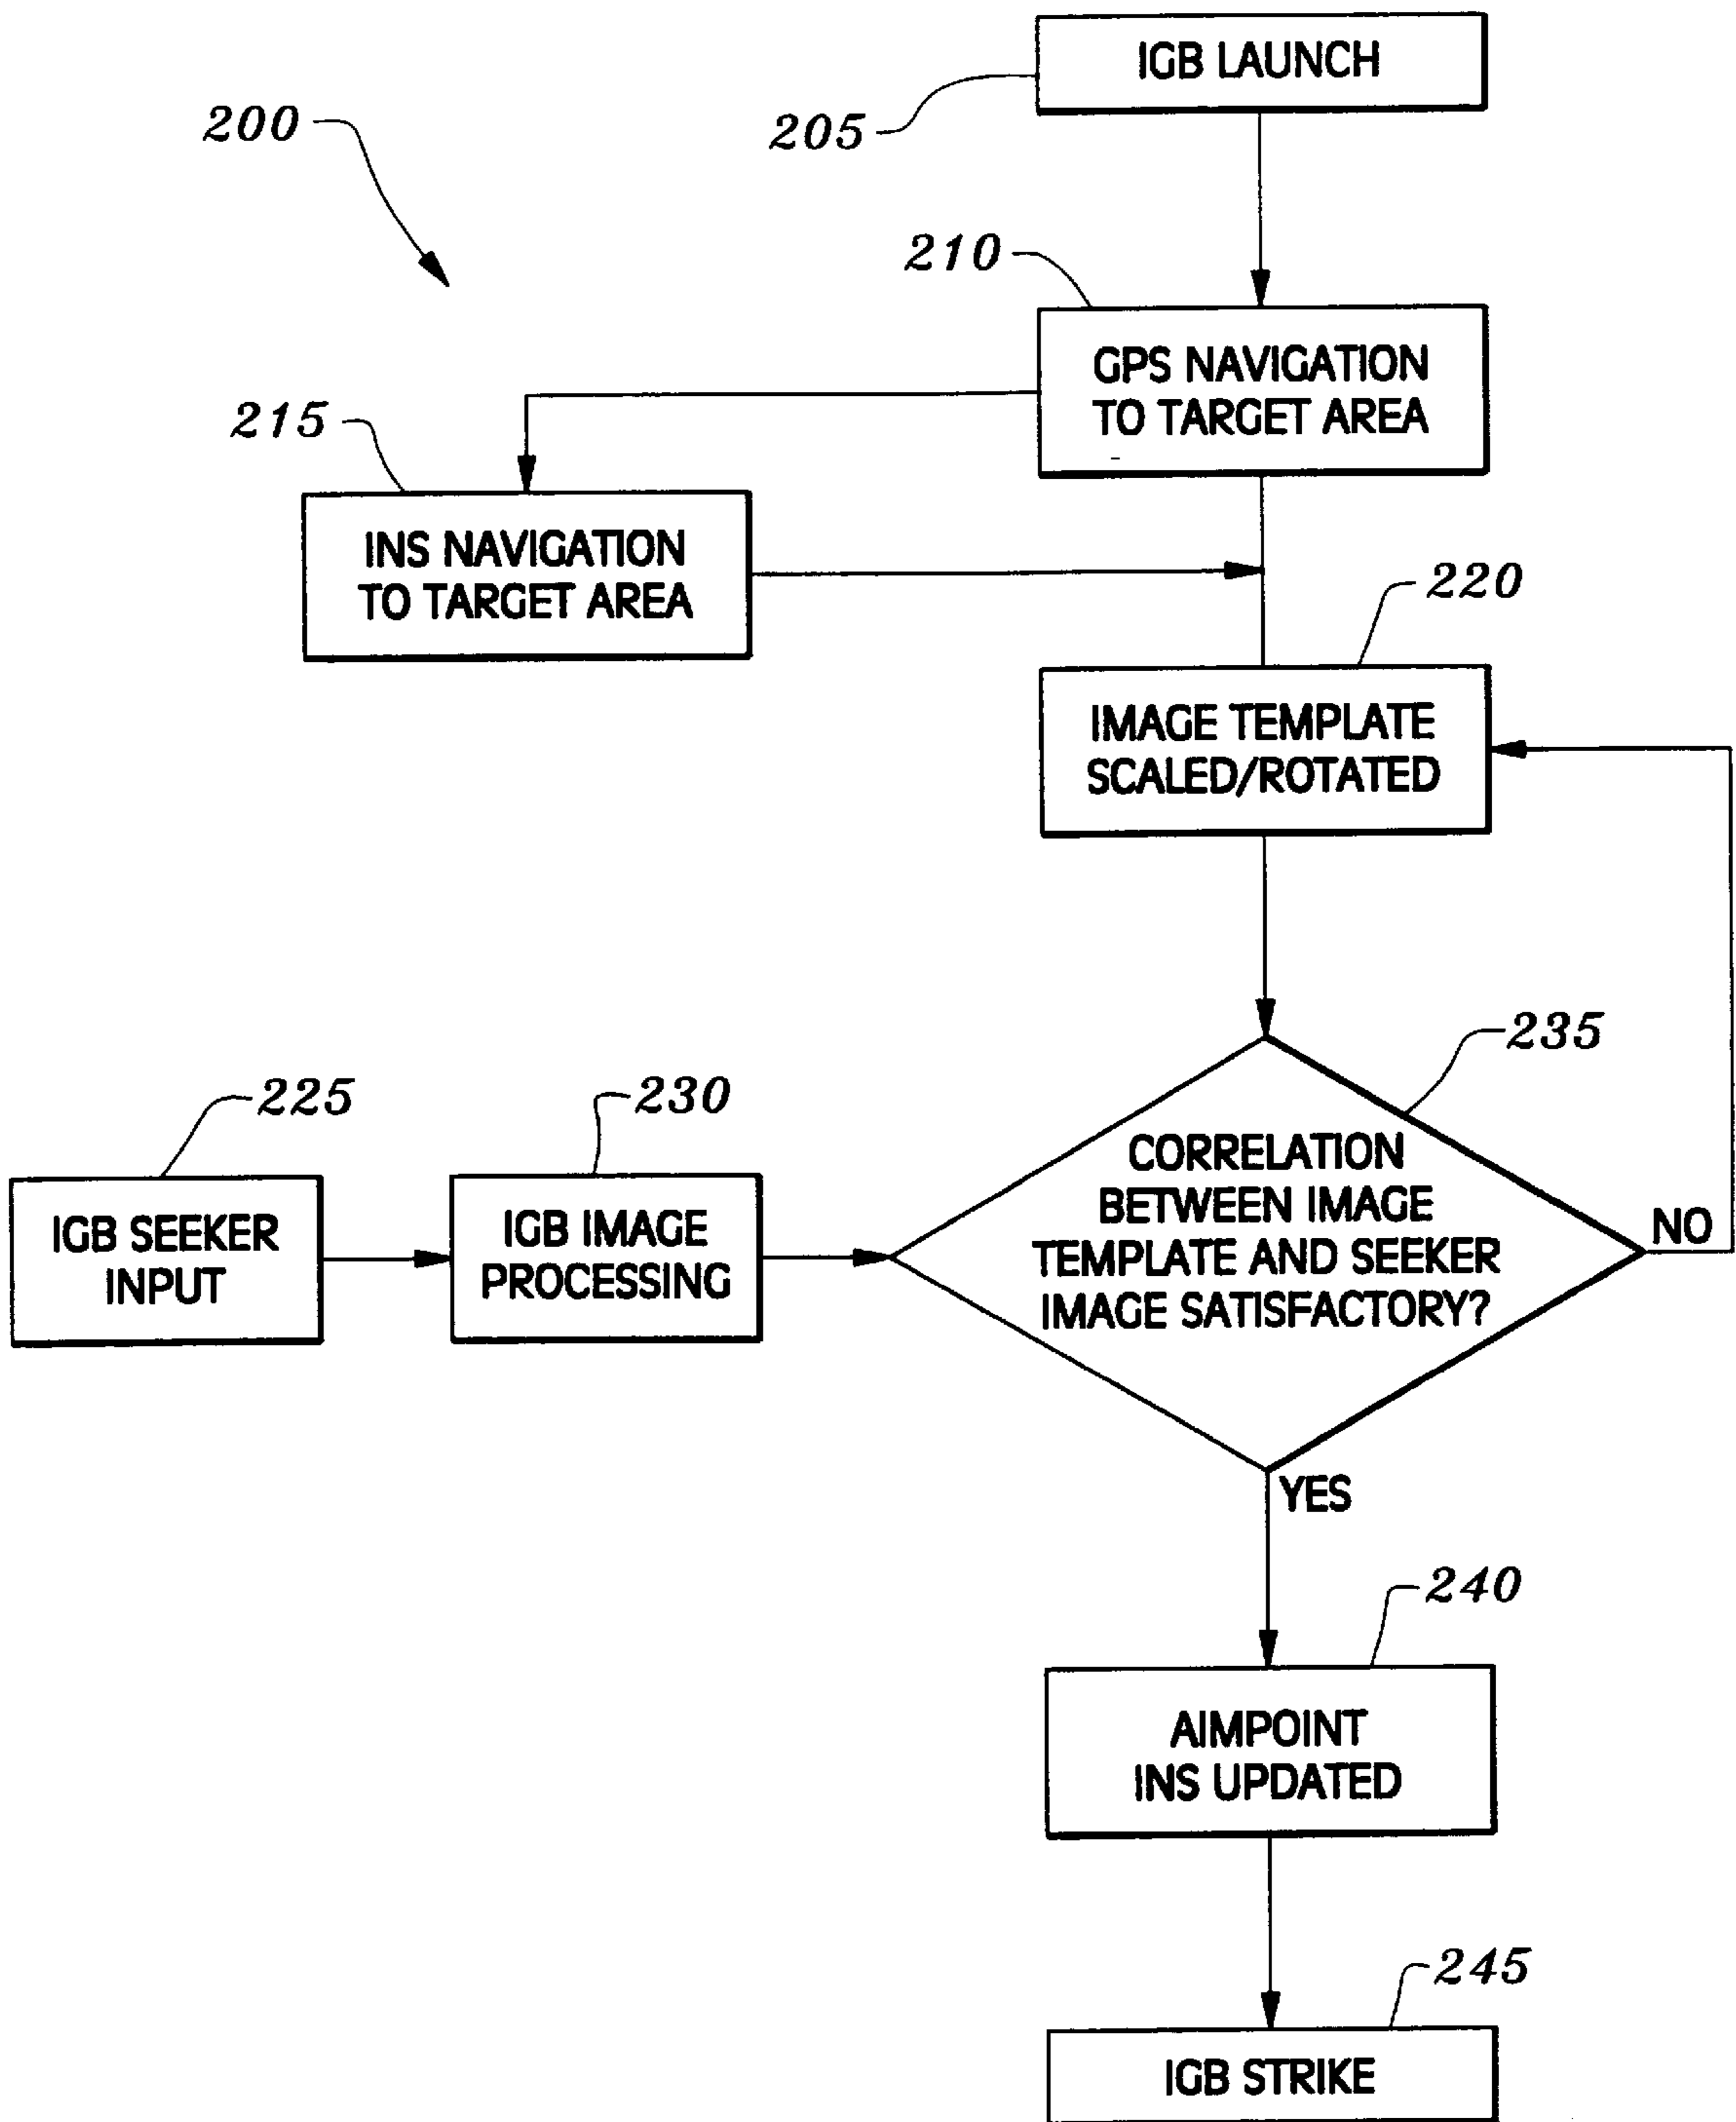 IGB LAUNCH
200
205
210
GPS NAVIGATION
TO TARGET AREA
215
INS NAVIGATION
TO TARGET AREA
220
IMAGE TEMPLATE
SCALED/ROTATED
235
225
230
IGB SEEKER
INPUT
IGB IMAGE
PROCESSING
CORRELATION
BETWEEN IMAGE
TEMPLATE AND SEEKER
IMAGE SATISFACTORY?
NO
YES
240
AIMPOINT
INS UPDATED
245
IGB STRIKE